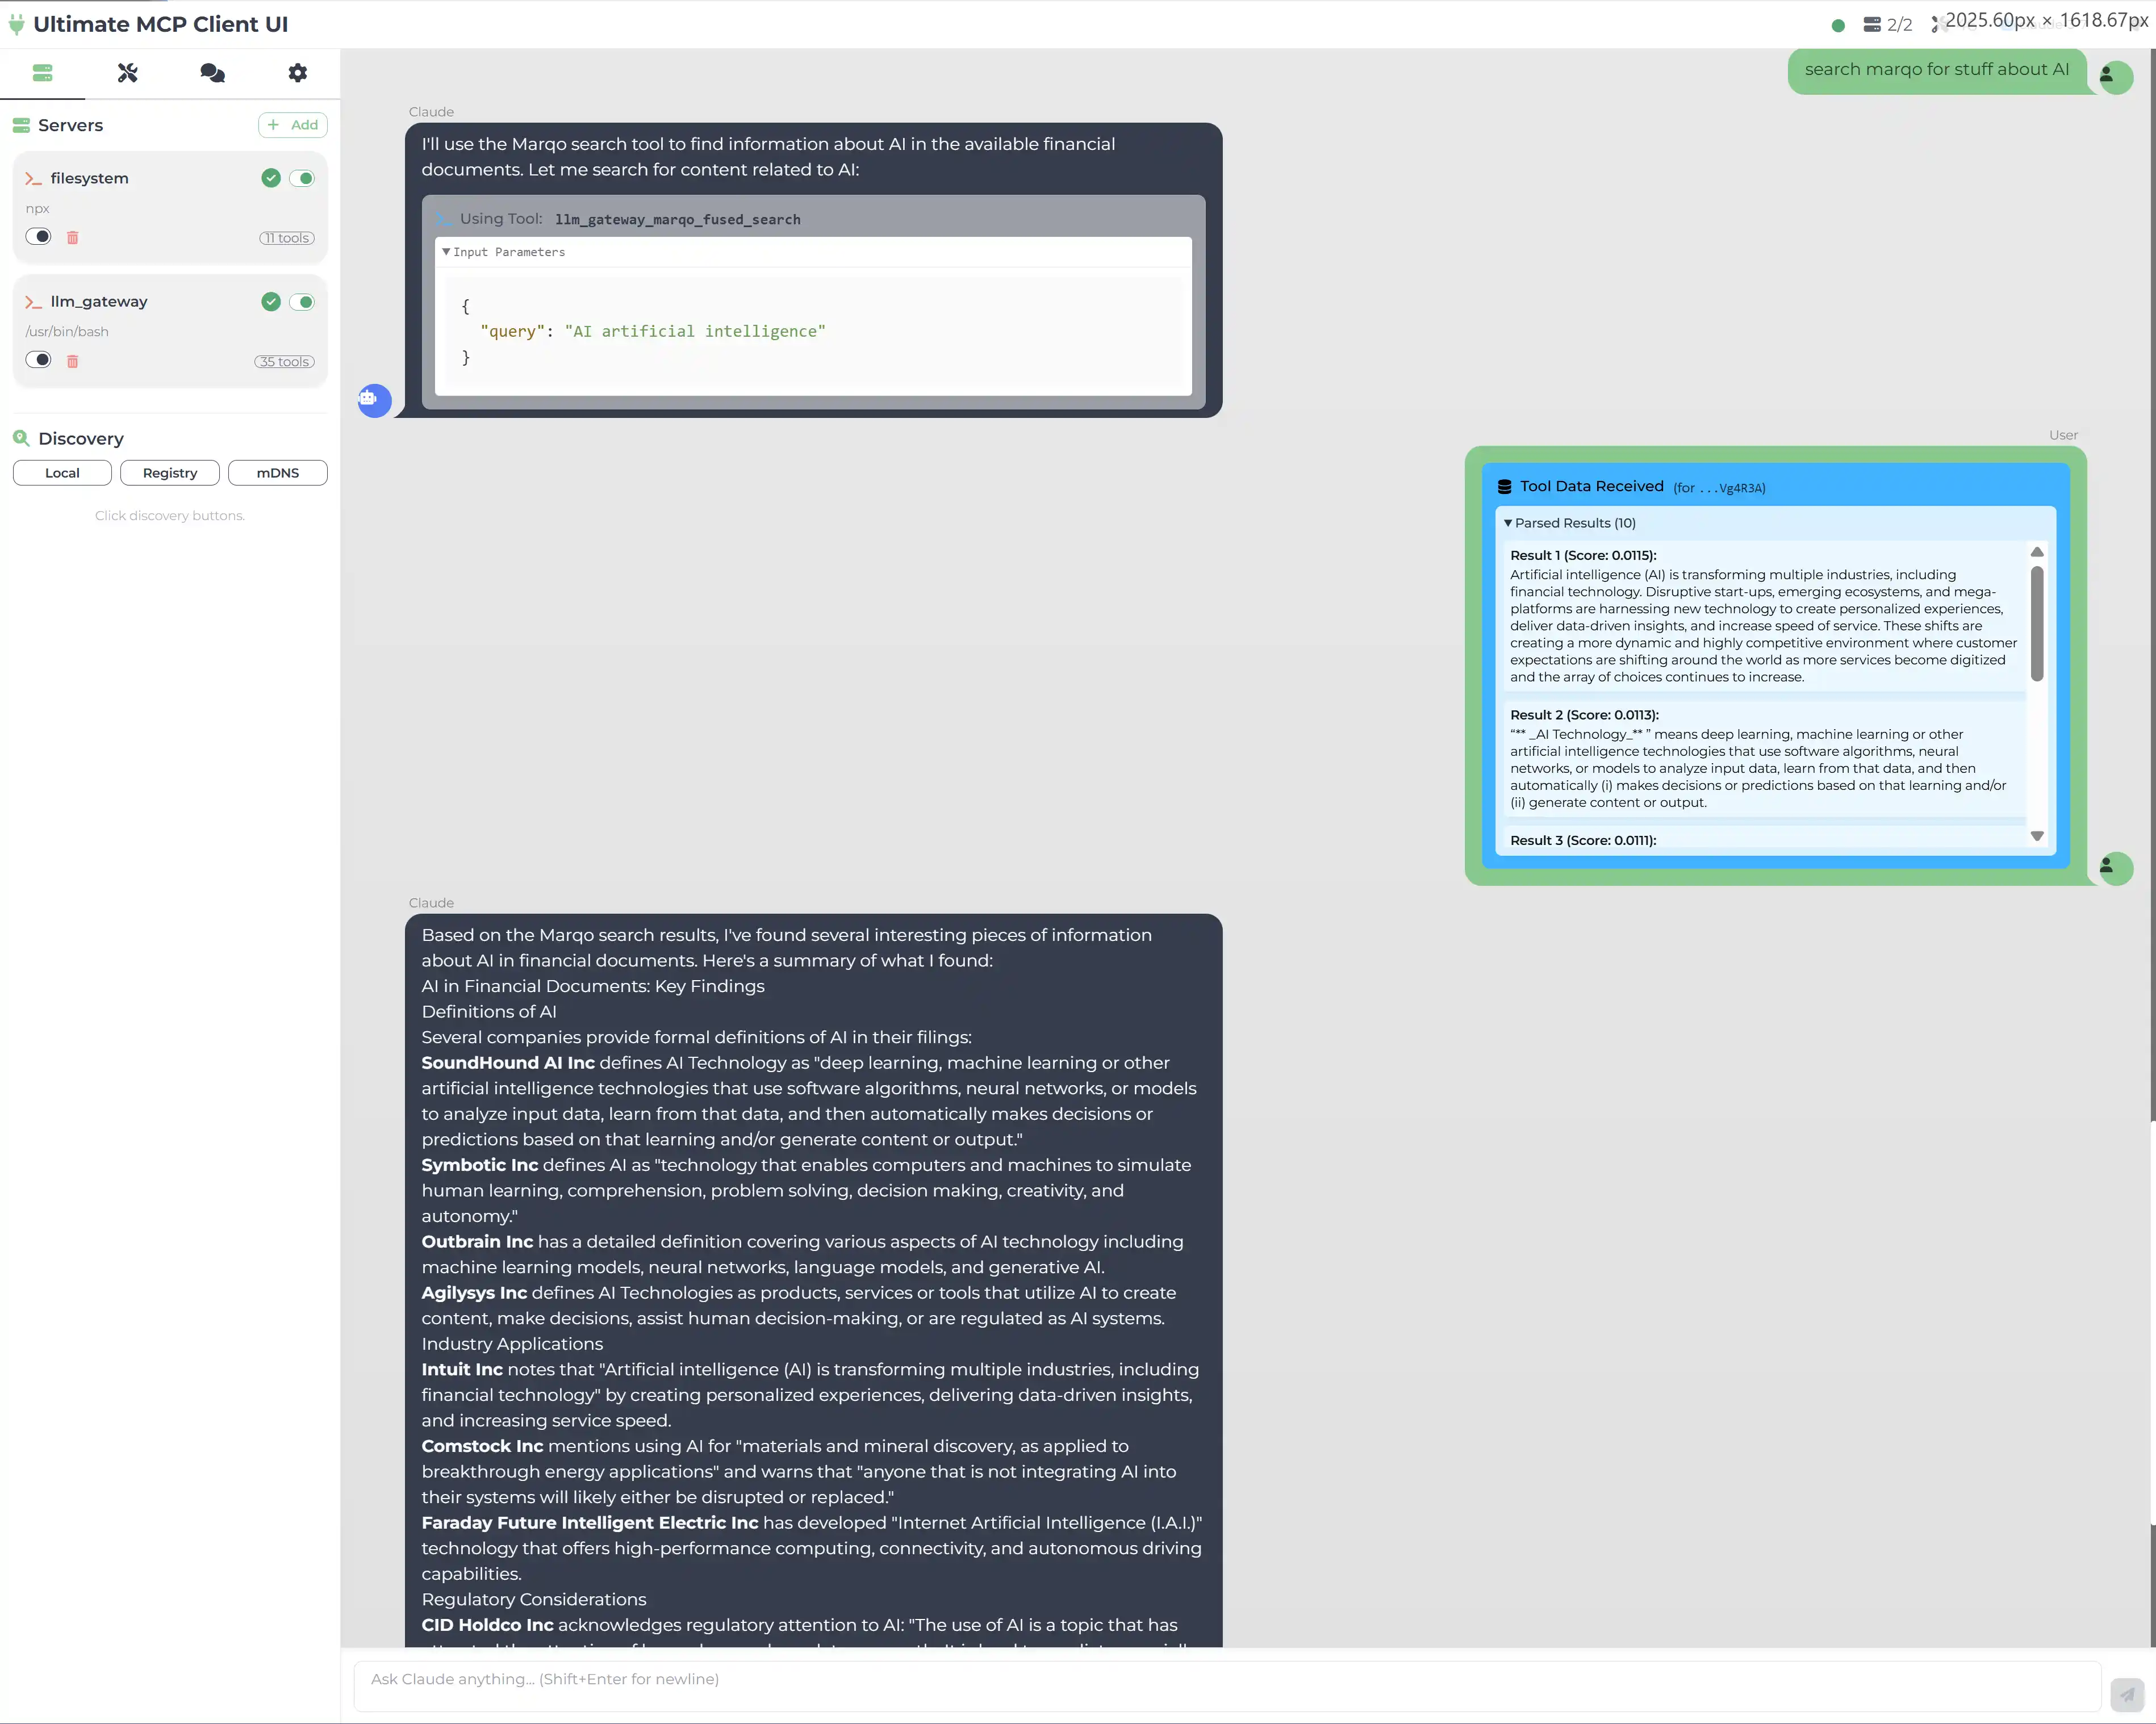 Ultimate MCP Client UI
2/2
2025.60px × 1618.67px
Servers
Add
filesystem
npx
11 tools
llm_gateway
/usr/bin/bash
35 tools
Discovery
Local
Registry
mDNS
Click discovery buttons.
search marqo for stuff about AI
Claude
I'll use the Marqo search tool to find information about AI in the available financial
documents. Let me search for content related to AI:
Using Tool: llm_gateway_marqo_fused_search
Input Parameters
{
"query": "AI artificial intelligence"
}
User
Tool Data Received (for ...Vg4R3A)
Parsed Results (10)
Result 1 (Score: 0.0115):
Artificial intelligence (AI) is transforming multiple industries, including
financial technology. Disruptive start-ups, emerging ecosystems, and mega-
platforms are harnessing new technology to create personalized experiences,
deliver data-driven insights, and increase speed of service. These shifts are
creating a more dynamic and highly competitive environment where customer
expectations are shifting around the world as more services become digitized
and the array of choices continues to increase.
Result 2 (Score: 0.0113):
“** _AI Technology_** ” means deep learning, machine learning or other
artificial intelligence technologies that use software algorithms, neural
networks, or models to analyze input data, learn from that data, and then
automatically (i) makes decisions or predictions based on that learning and/or
(ii) generate content or output.
Result 3 (Score: 0.0111):
Claude
Based on the Marqo search results, I've found several interesting pieces of information
about AI in financial documents. Here's a summary of what I found:
AI in Financial Documents: Key Findings
Definitions of AI
Several companies provide formal definitions of AI in their filings:
SoundHound AI Inc defines AI Technology as "deep learning, machine learning or other
artificial intelligence technologies that use software algorithms, neural networks, or models
to analyze input data, learn from that data, and then automatically makes decisions or
predictions based on that learning and/or generate content or output."
Symbotic Inc defines AI as "technology that enables computers and machines to simulate
human learning, comprehension, problem solving, decision making, creativity, and
autonomy."
Outbrain Inc has a detailed definition covering various aspects of AI technology including
machine learning models, neural networks, language models, and generative AI.
Agilysys Inc defines AI Technologies as products, services or tools that utilize AI to create
content, make decisions, assist human decision-making, or are regulated as AI systems.
Industry Applications
Intuit Inc notes that "Artificial intelligence (AI) is transforming multiple industries, including
financial technology" by creating personalized experiences, delivering data-driven insights,
and increasing service speed.
Comstock Inc mentions using AI for "materials and mineral discovery, as applied to
breakthrough energy applications" and warns that "anyone that is not integrating AI into
their systems will likely either be disrupted or replaced."
Faraday Future Intelligent Electric Inc has developed "Internet Artificial Intelligence (I.A.I.)"
technology that offers high-performance computing, connectivity, and autonomous driving
capabilities.
Regulatory Considerations
CID Holdco Inc acknowledges regulatory attention to AI: "The use of AI is a topic that has
Ask Claude anything... (Shift+Enter for newline)